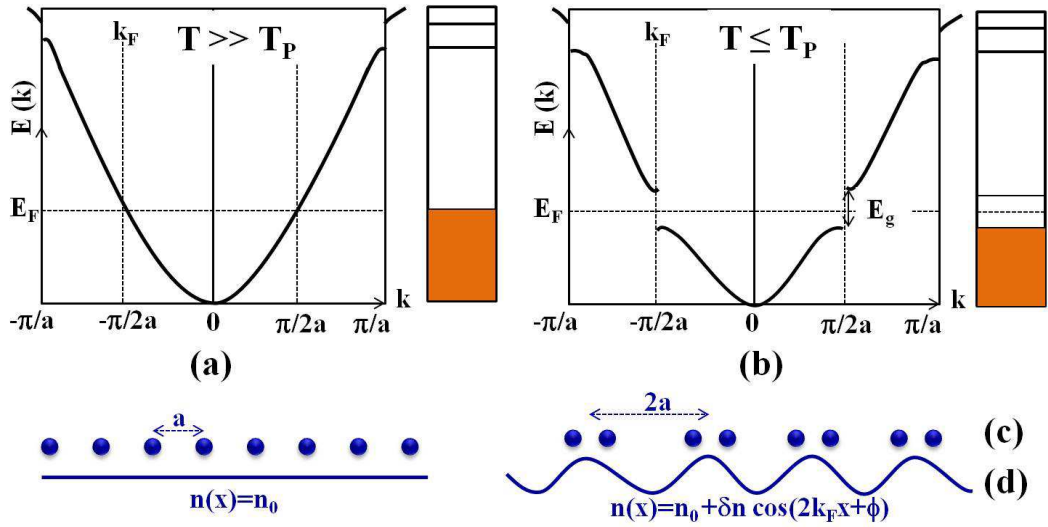 k_F T >> T_P
E (k)
E_F
k
-π/a -π/2a 0 π/2a π/a
(a)
k_F T ≤ T_P
E (k)
E_F E_g
k
-π/a -π/2a 0 π/2a π/a
(b)
a
2a
(c)
(d)
n(x)=n_0
n(x)=n_0+δn cos(2k_Fx+ϕ)